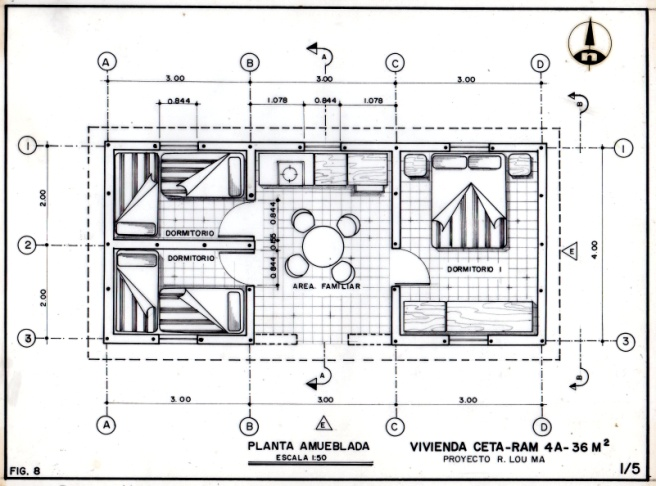 A B C D
A
3.00 3.00 3.00
B
0.844 1.078 0.844 1.078
1 1
2.00
0.844
DORMITORIO
0.85
2
DORMITORIO
4.00
E
0.844
DORMITORIO 1
AREA FAMILIAR
2.00
3 3
A
B
3.00 3.00 3.00
A B E C D
PLANTA AMUEBLADA
ESCALA 1:50
VIVIENDA CETA-RAM 4A-36 M²
PROYECTO R. LOU MA
FIG. 8
1/5